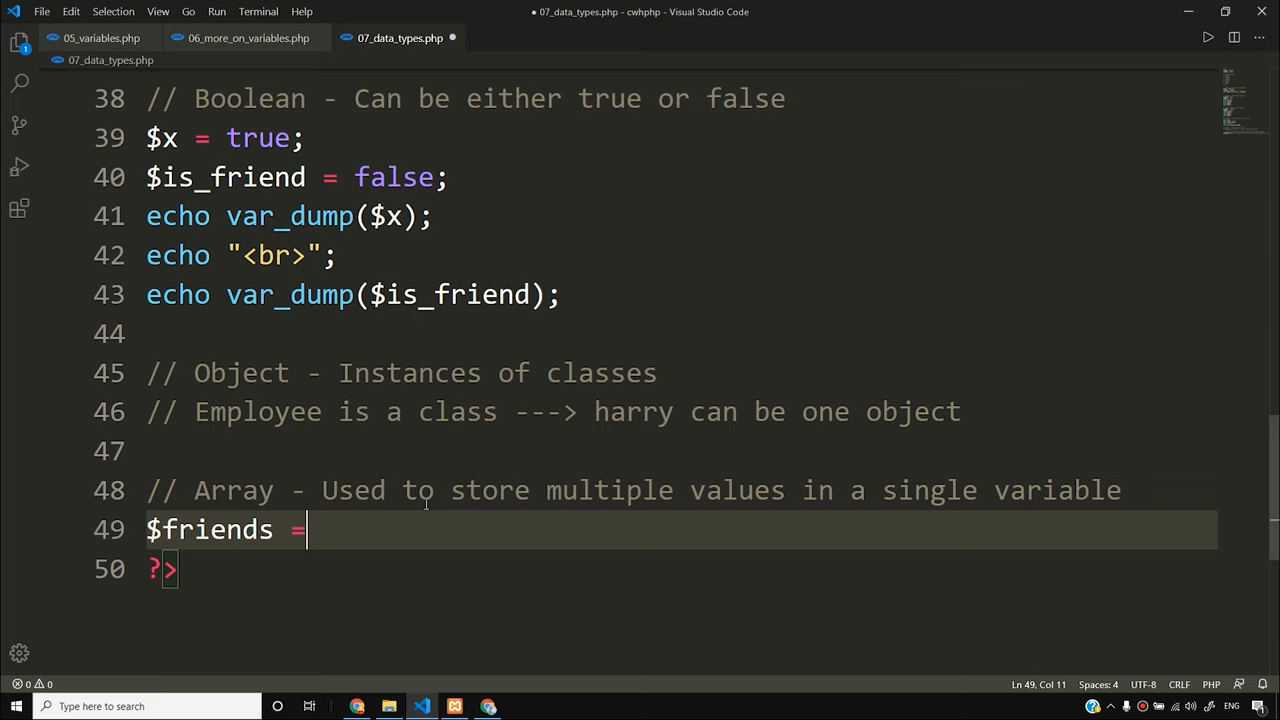 File Edit Selection View Go Run Terminal Help
● 07_data_types.php - cwhphp - Visual Studio Code
05_variables.php 06_more_on_variables.php 07_data_types.php ●
07_data_types.php
38 // Boolean - Can be either true or false
39 $x = true;
40 $is_friend = false;
41 echo var_dump($x);
42 echo "<br>";
43 echo var_dump($is_friend);
44
45 // Object - Instances of classes
46 // Employee is a class ---> harry can be one object
47
48 // Array - Used to store multiple values in a single variable
49 $friends =
50 ?>
1
0 0 Ln 49, Col 11 Spaces: 4 UTF-8 CRLF PHP
Type here to search ENG 1